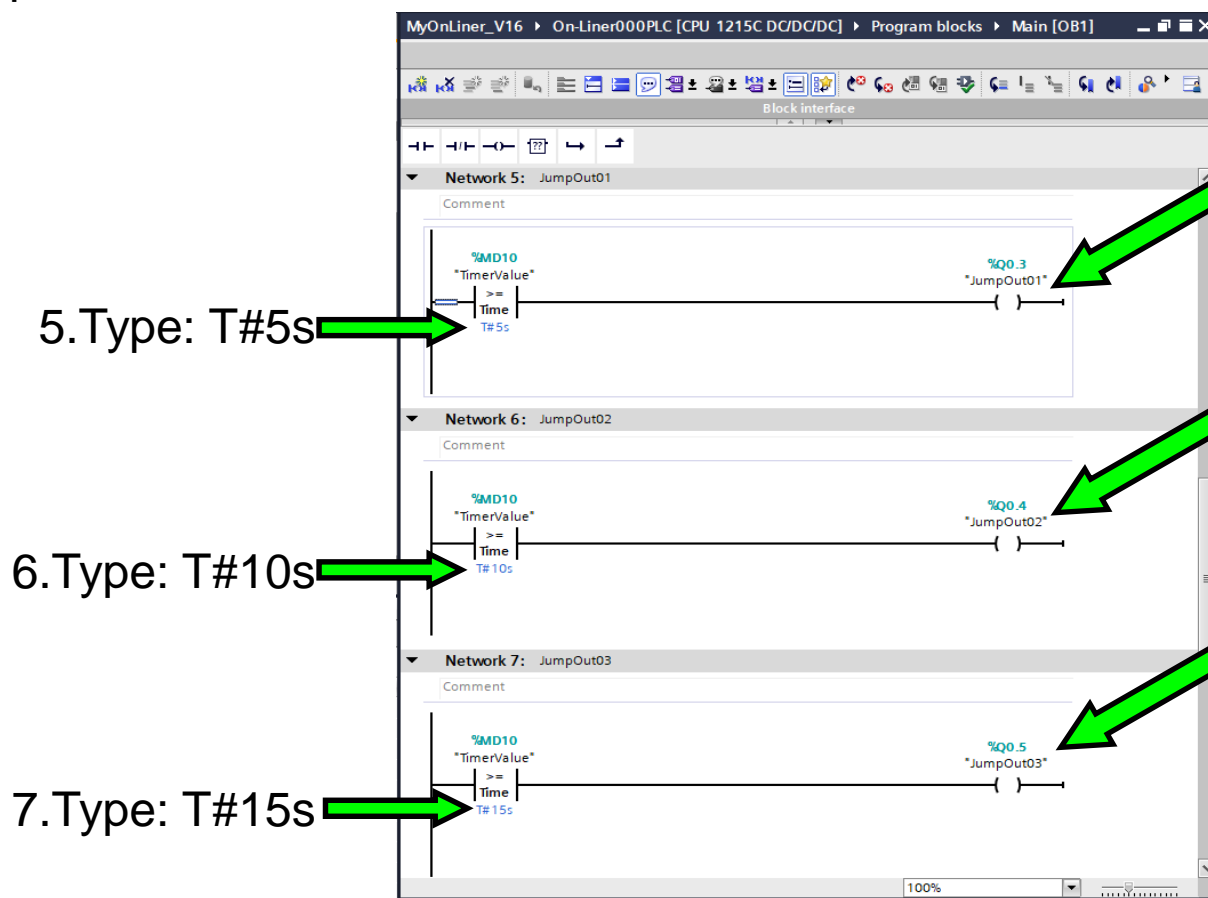 MyOnLiner_V16 ▸ On-Liner000PLC [CPU 1215C DC/DC/DC] ▸ Program blocks ▸ Main [OB1]
Block interface
??
Network 5: JumpOut01
Comment
%MD10
"TimerValue"
>=
Time
T#5s
%Q0.3
"JumpOut01"
5.Type: T#5s
Network 6: JumpOut02
Comment
%MD10
"TimerValue"
>=
Time
T#10s
%Q0.4
"JumpOut02"
6.Type: T#10s
Network 7: JumpOut03
Comment
%MD10
"TimerValue"
>=
Time
T#15s
%Q0.5
"JumpOut03"
7.Type: T#15s
100%